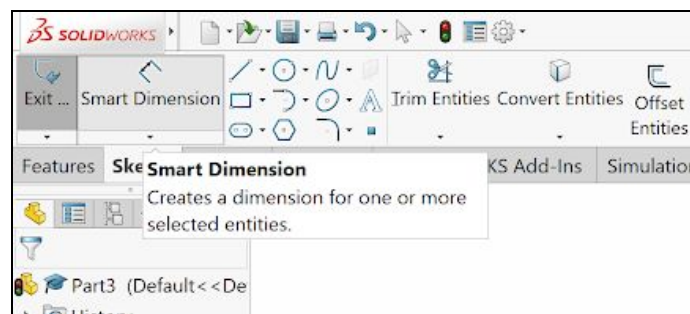 SOLIDWORKS
Exit ... Smart Dimension Trim Entities Convert Entities Offset
Entities
Features Ske KS Add-Ins Simulation
Smart Dimension
Creates a dimension for one or more
selected entities.
Part3 (Default<<De
History